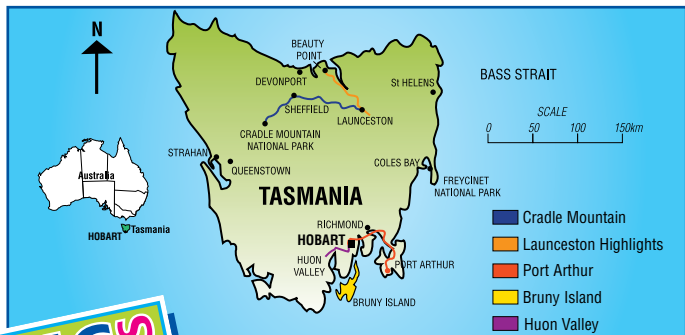 N
TASMANIA
BEAUTY
POINT
DEVONPORT
St HELENS
BASS STRAIT
SHEFFIELD
LAUNCESTON
SCALE
0 50 100 150km
CRADLE MOUNTAIN
NATIONAL PARK
STRAHAN
QUEENSTOWN
COLES BAY
FREYCINET
NATIONAL PARK
Australia
TASMANIA
HOBART
Tasmania
RICHMOND
HOBART
HUON
VALLEY
PORT ARTHUR
BRUNY ISLAND
Cradle Mountain
Launceston Highlights
Port Arthur
Bruny Island
Huon Valley